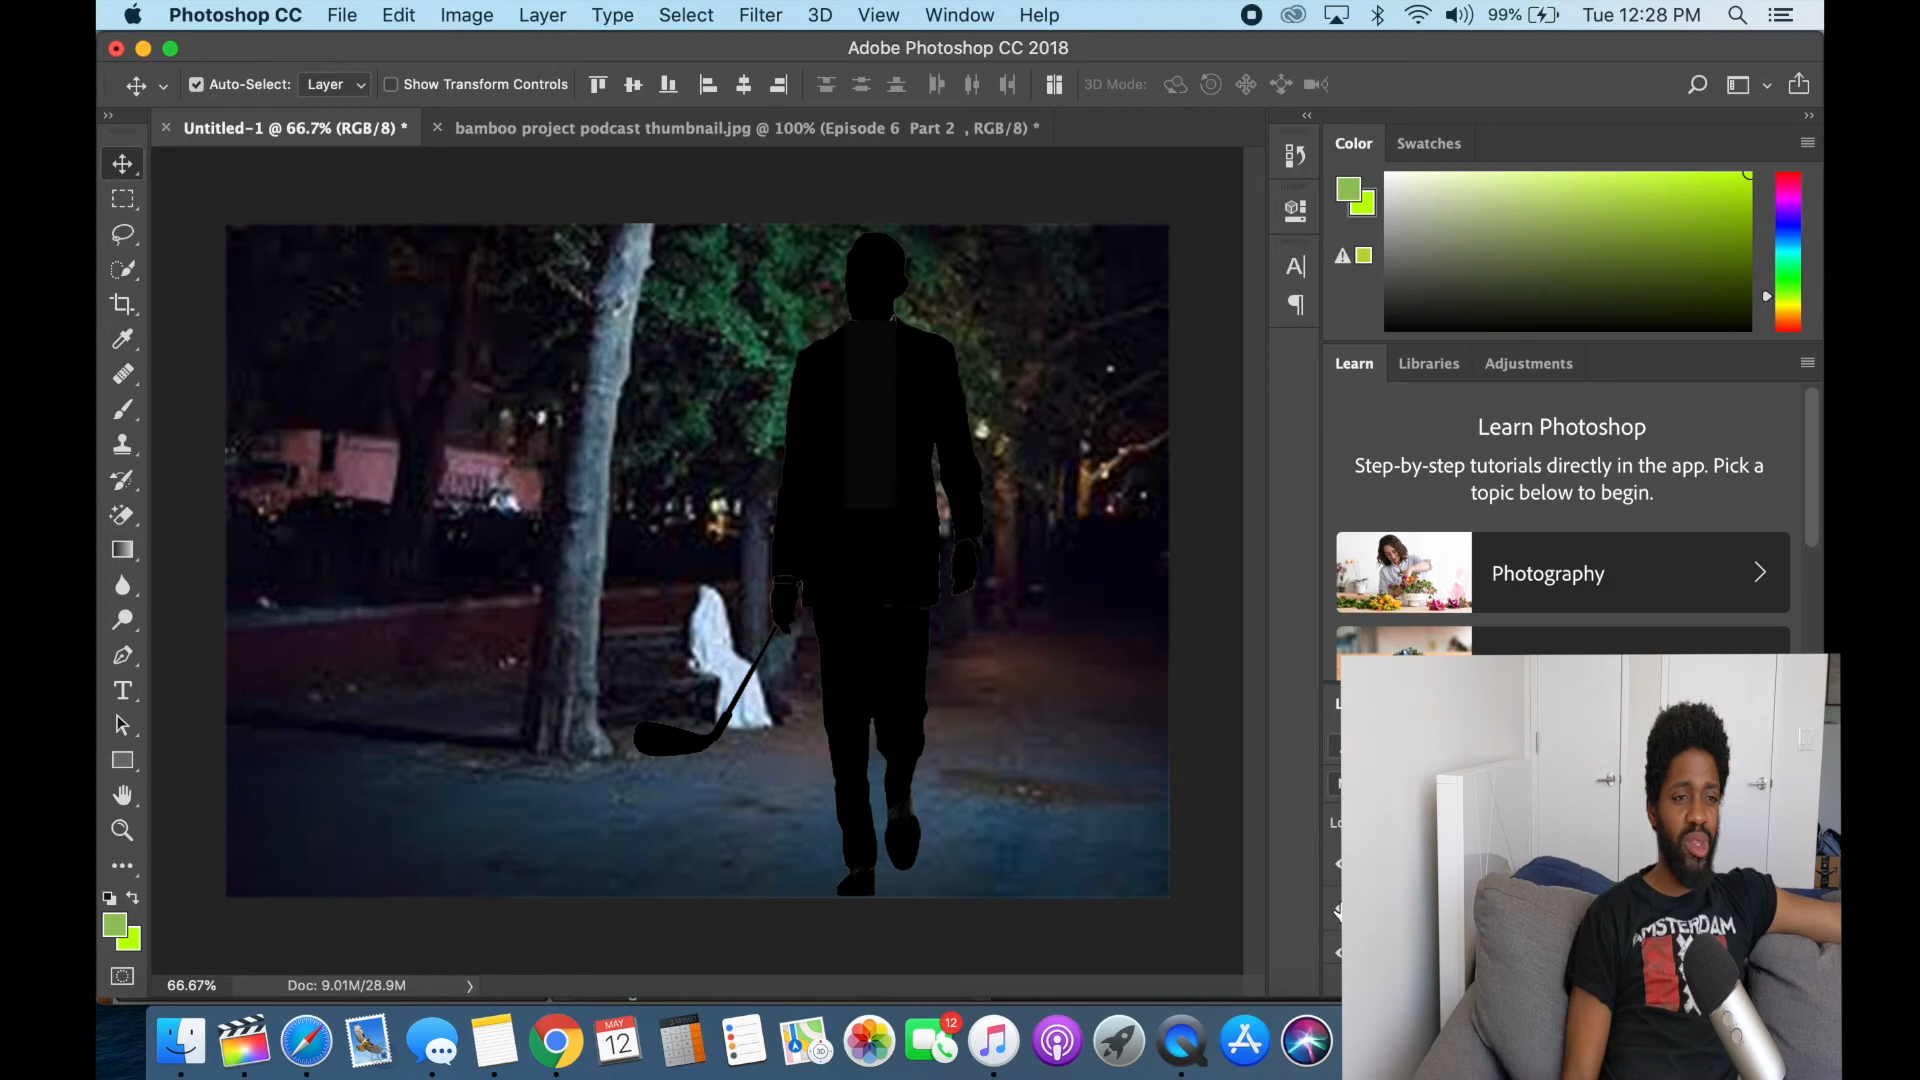 Photoshop CC File Edit Image Layer Type Select Filter 3D View Window Help 99% Tue 12:28 PM
Adobe Photoshop CC 2018
Auto-Select: Layer Show Transform Controls 3D Mode:
Untitled-1 @ 66.7% (RGB/8) * bamboo project podcast thumbnail.jpg @ 100% (Episode 6 Part 2 , RGB/8) *
Color Swatches
Learn Libraries Adjustments
Learn Photoshop
Step-by-step tutorials directly in the app. Pick a
topic below to begin.
Photography
AMSTERDAM
66.67% Doc: 9.01M/28.9M
MAY
12
12
3D